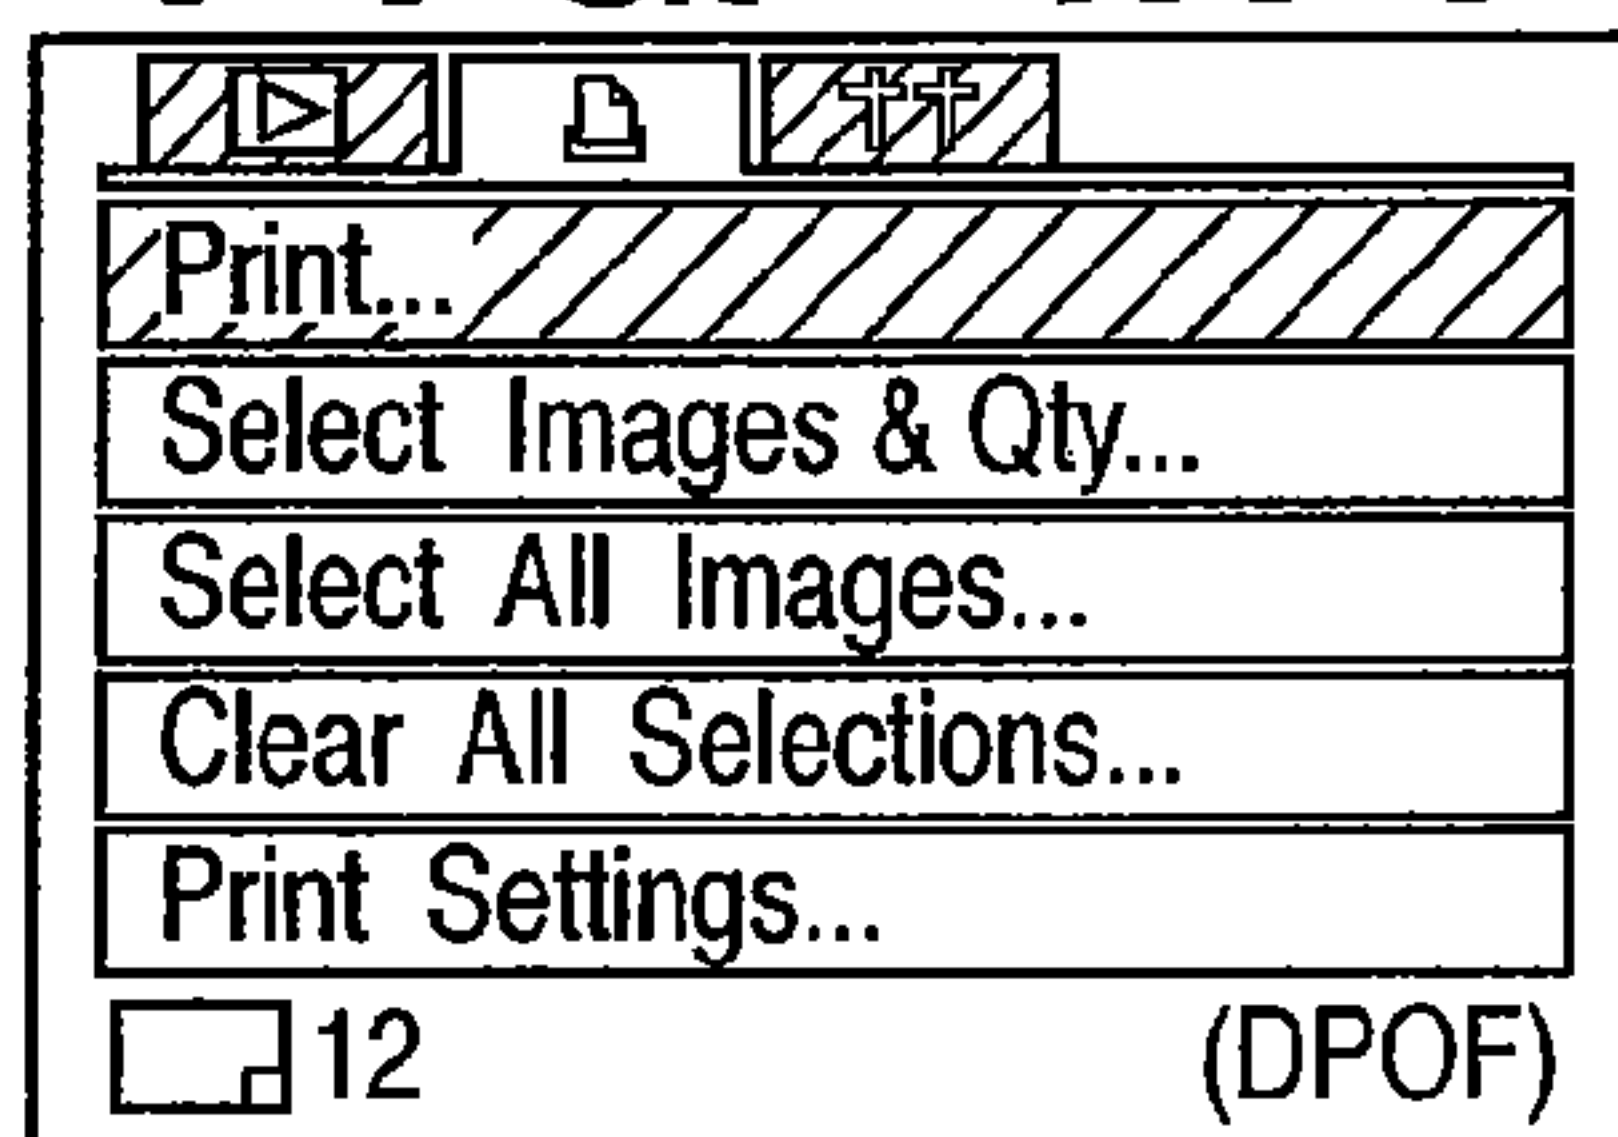 Print...
Select Images & Qty...
Select All Images...
Clear All Selections...
Print Settings...
12 (DPOF)